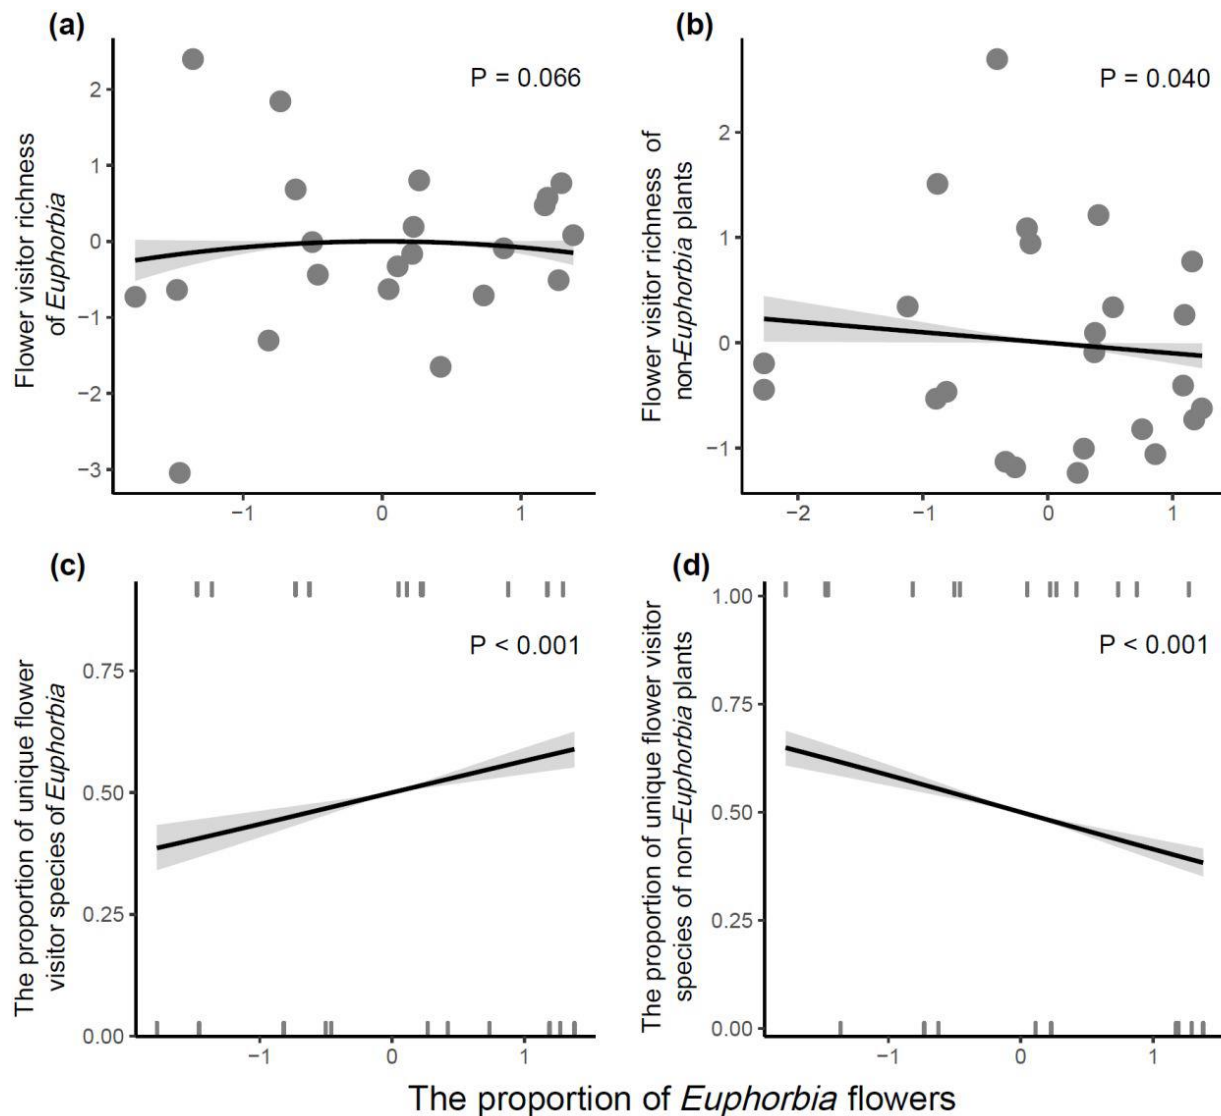 (a)
P = 0.066
Flower visitor richness
of Euphorbia
2
1
0
−1
−2
−3
−1
0
1
(b)
P = 0.040
Flower visitor richness of
non-Euphorbia plants
2
1
0
−1
−2
−1
0
1
(c)
P < 0.001
The proportion of unique flower
visitor species of Euphorbia
0.75
0.50
0.25
0.00
−1
0
1
(d)
P < 0.001
The proportion of unique flower visitor
species of non−Euphorbia plants
1.00
0.75
0.50
0.25
0.00
−1
0
1
The proportion of Euphorbia flowers